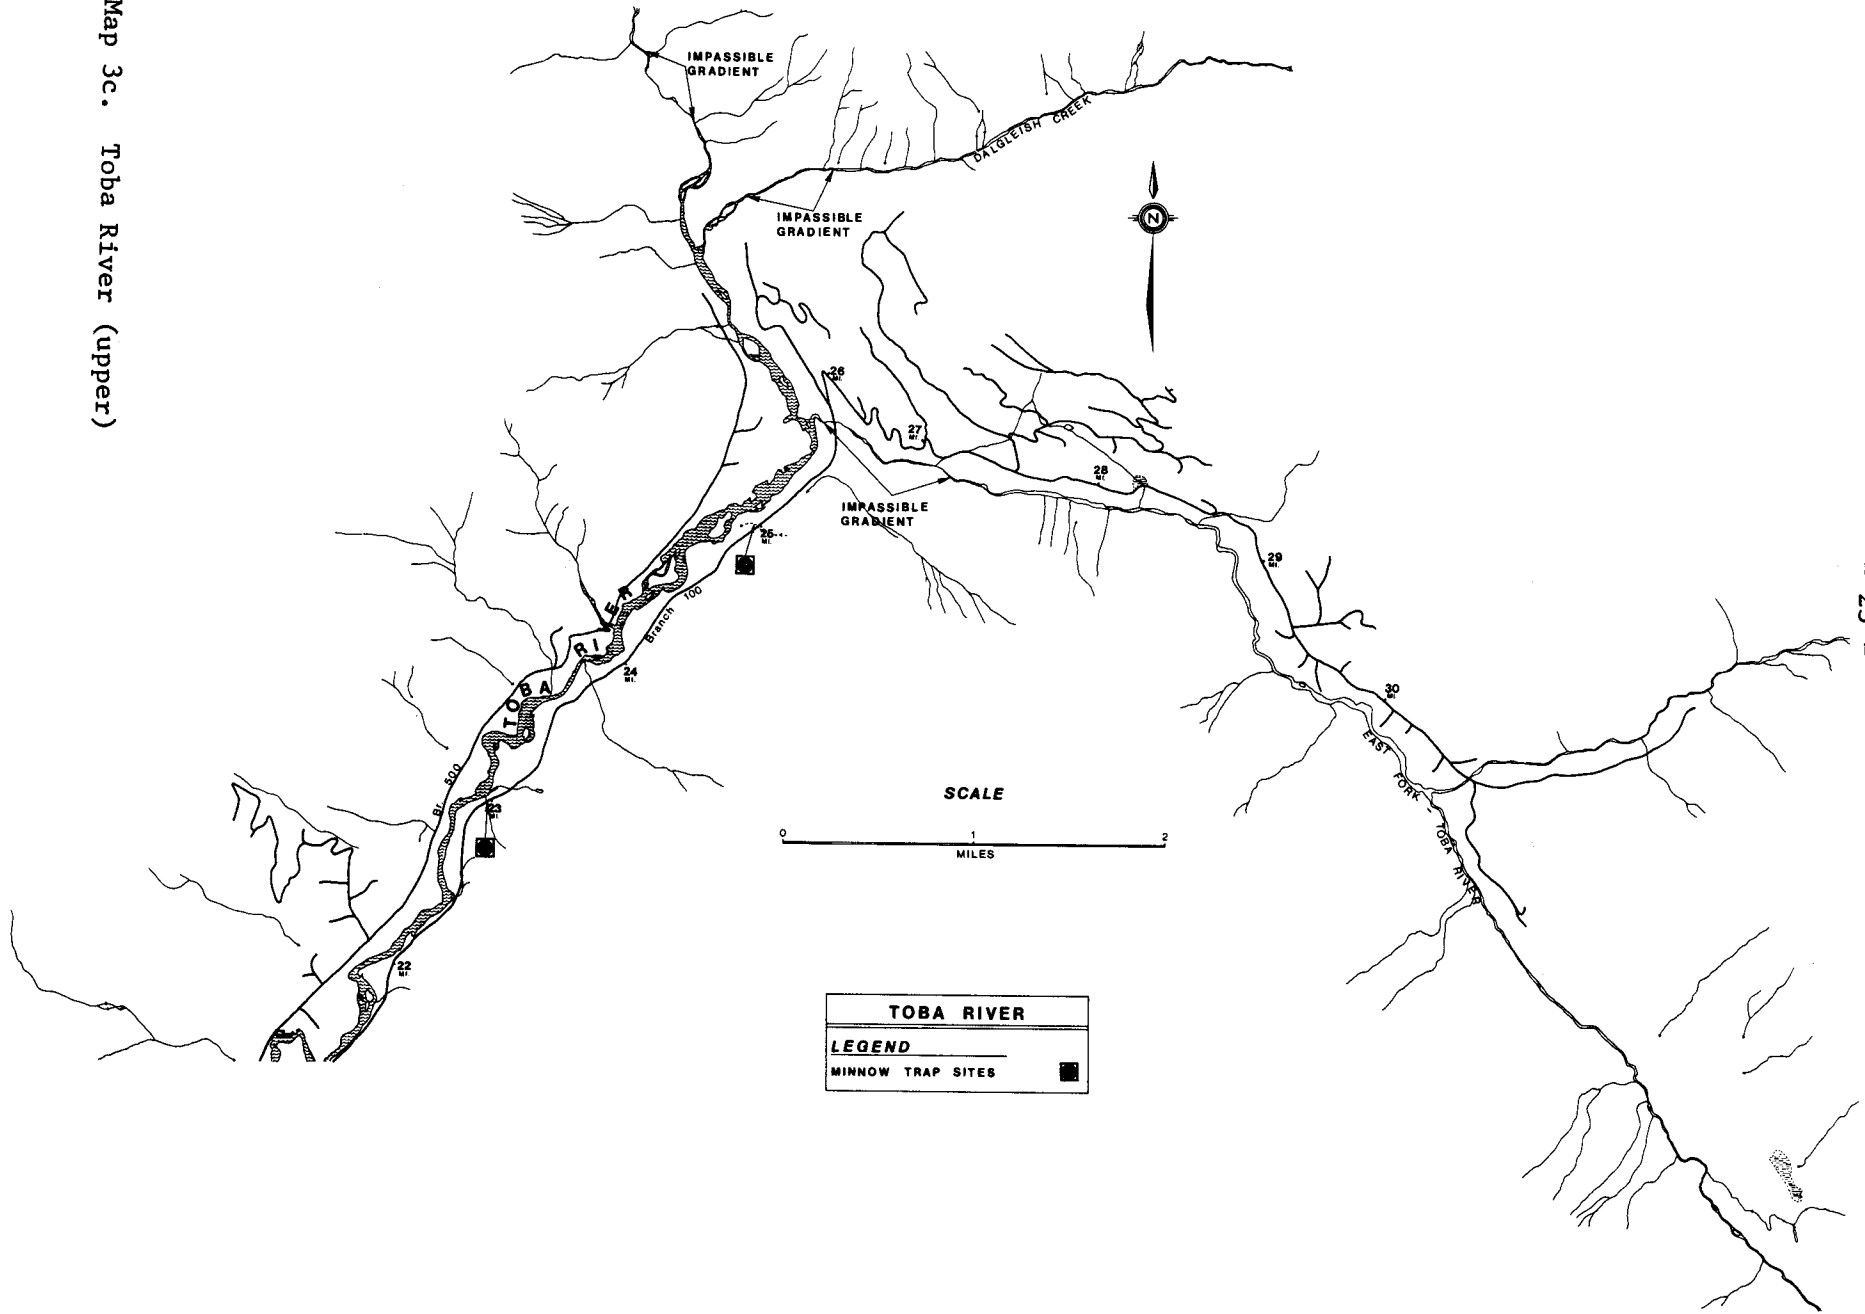 Map 3c. Toba River (upper)
IMPASSIBLE
GRADIENT
DALGLEISH CREEK
IMPASSIBLE
GRADIENT
N
26
MI.
27
MI.
28
MI.
IMPASSIBLE
GRADIENT
25
MI.
29
MI.
Branch 100
TOBA RI ER
24
MI.
30
MI.
EAST FORK - TOBA RIVER
Br. 500
23
MI.
SCALE
0 1 2
MILES
22
MI.
TOBA RIVER
LEGEND
MINNOW TRAP SITES